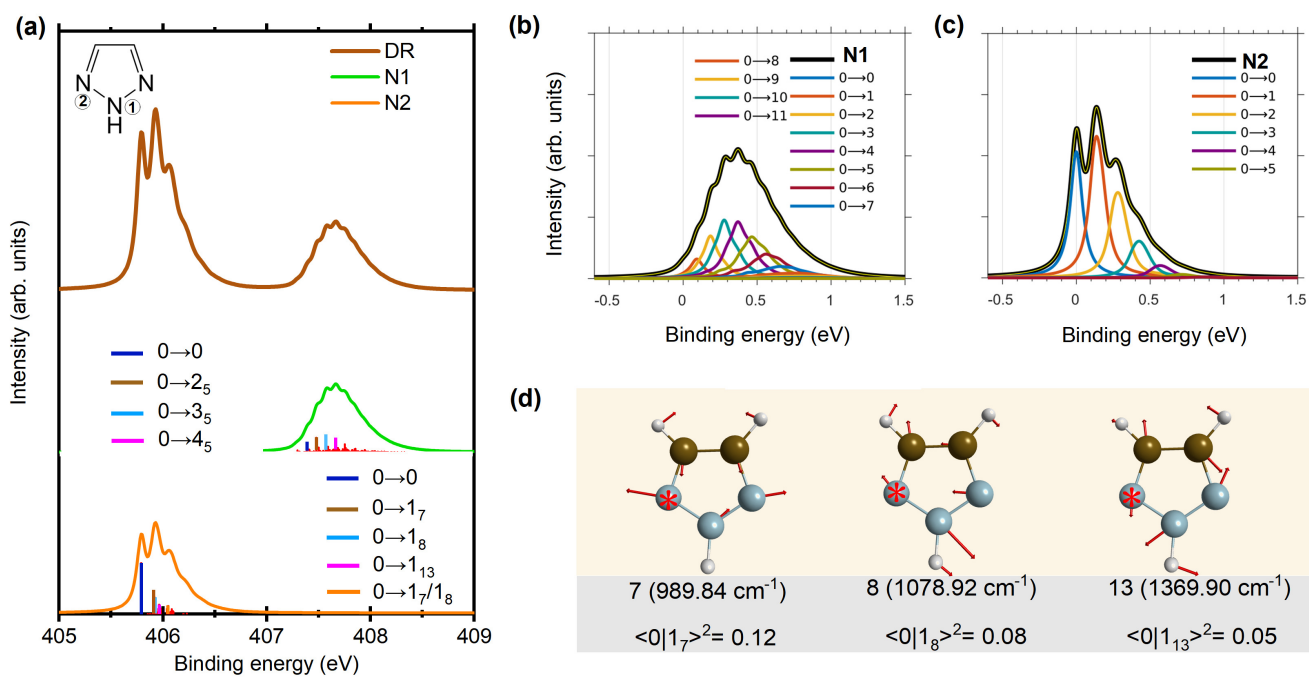 (a)
DR
N1
N2
N
N
2
N
1
H
Intensity (arb. units)
0→0
0→2₅
0→3₅
0→4₅
0→0
0→1₇
0→1₈
0→1₁₃
0→1₇/1₈
405 406 407 408 409
Binding energy (eV)
(b)
N1
0→8
0→9
0→10
0→11
0→0
0→1
0→2
0→3
0→4
0→5
0→6
0→7
Intensity (arb. units)
-0.5 0 0.5 1 1.5
Binding energy (eV)
(c)
N2
0→0
0→1
0→2
0→3
0→4
0→5
-0.5 0 0.5 1 1.5
Binding energy (eV)
(d)
* * *
7 (989.84 cm⁻¹) 8 (1078.92 cm⁻¹) 13 (1369.90 cm⁻¹)
<0|1₇>²= 0.12 <0|1₈>²= 0.08 <0|1₁₃>²= 0.05